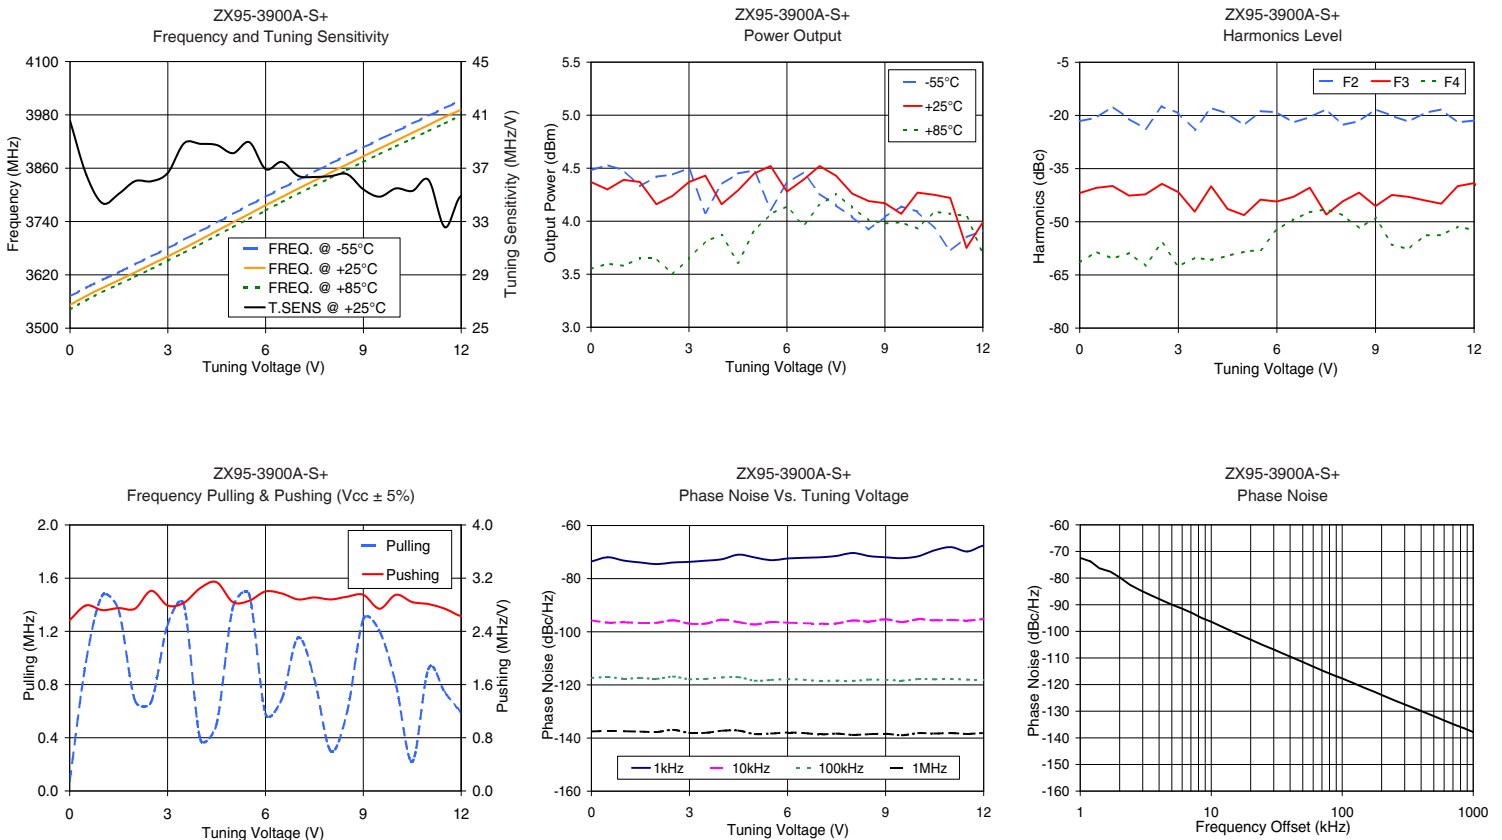 ZX95-3900A-S+
Frequency and Tuning Sensitivity
4100
3980
3860
3740
3620
3500
Frequency (MHz)
45
41
37
33
29
25
Tuning Sensitivity (MHz/V)
FREQ. @ -55°C
FREQ. @ +25°C
FREQ. @ +85°C
T.SENS @ +25°C
0 3 6 9 12
Tuning Voltage (V)
ZX95-3900A-S+
Power Output
5.5
5.0
4.5
4.0
3.5
3.0
Output Power (dBm)
-55°C
+25°C
+85°C
0 3 6 9 12
Tuning Voltage (V)
ZX95-3900A-S+
Harmonics Level
-5
-20
-35
-50
-65
-80
Harmonics (dBc)
F2 F3 F4
0 3 6 9 12
Tuning Voltage (V)
ZX95-3900A-S+
Frequency Pulling & Pushing (Vcc ± 5%)
2.0
1.6
1.2
0.8
0.4
0.0
Pulling (MHz)
4.0
3.2
2.4
1.6
0.8
0.0
Pushing (MHz/V)
Pulling
Pushing
0 3 6 9 12
Tuning Voltage (V)
ZX95-3900A-S+
Phase Noise Vs. Tuning Voltage
-60
-80
-100
-120
-140
-160
Phase Noise (dBc/Hz)
1kHz 10kHz 100kHz 1MHz
0 3 6 9 12
Tuning Voltage (V)
ZX95-3900A-S+
Phase Noise
-60
-70
-80
-90
-100
-110
-120
-130
-140
-150
-160
Phase Noise (dBc/Hz)
1 10 100 1000
Frequency Offset (kHz)